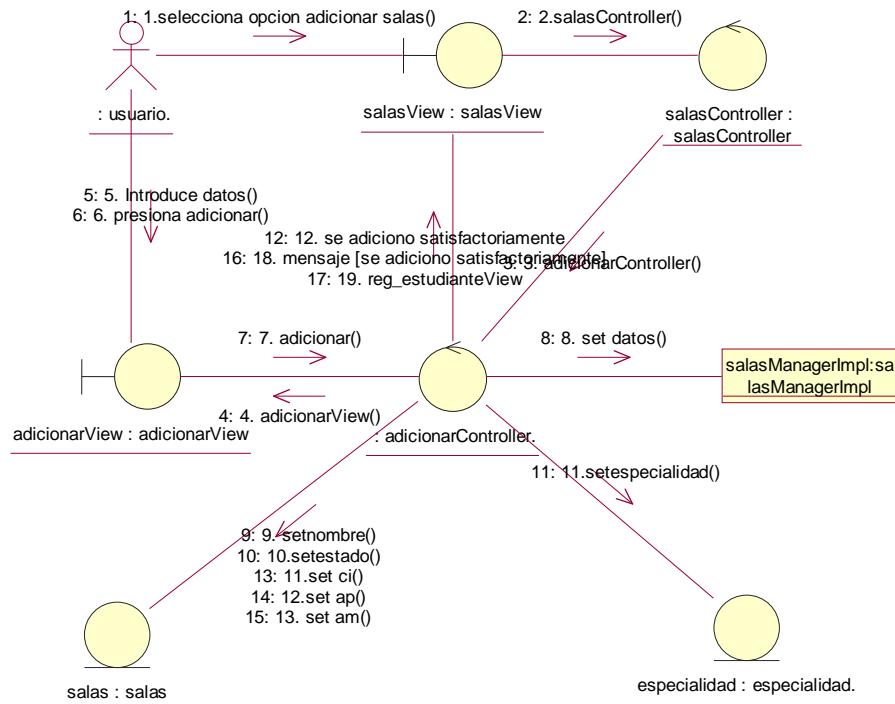 1: 1.selecciona opcion adicionar salas()
2: 2.salasController()
: usuario.
salasView : salasView
salasController :
salasController
5: 5. Introduce datos()
6: 6. presiona adicionar()
12: 12. se adiciono satisfactoriamente
16: 18. mensaje [se adiciono satisfactoriamente]
17: 19. reg_estudianteView
3: 3. adicionarController()
7: 7. adicionar()
8: 8. set datos()
salasManagerImpl:sa
lasManagerImpl
4: 4. adicionarView()
adicionarView : adicionarView
: adicionarController.
11: 11.setespecialidad()
9: 9. setnombre()
10: 10.setestado()
13: 11.set ci()
14: 12.set ap()
15: 13. set am()
salas : salas
especialidad : especialidad.